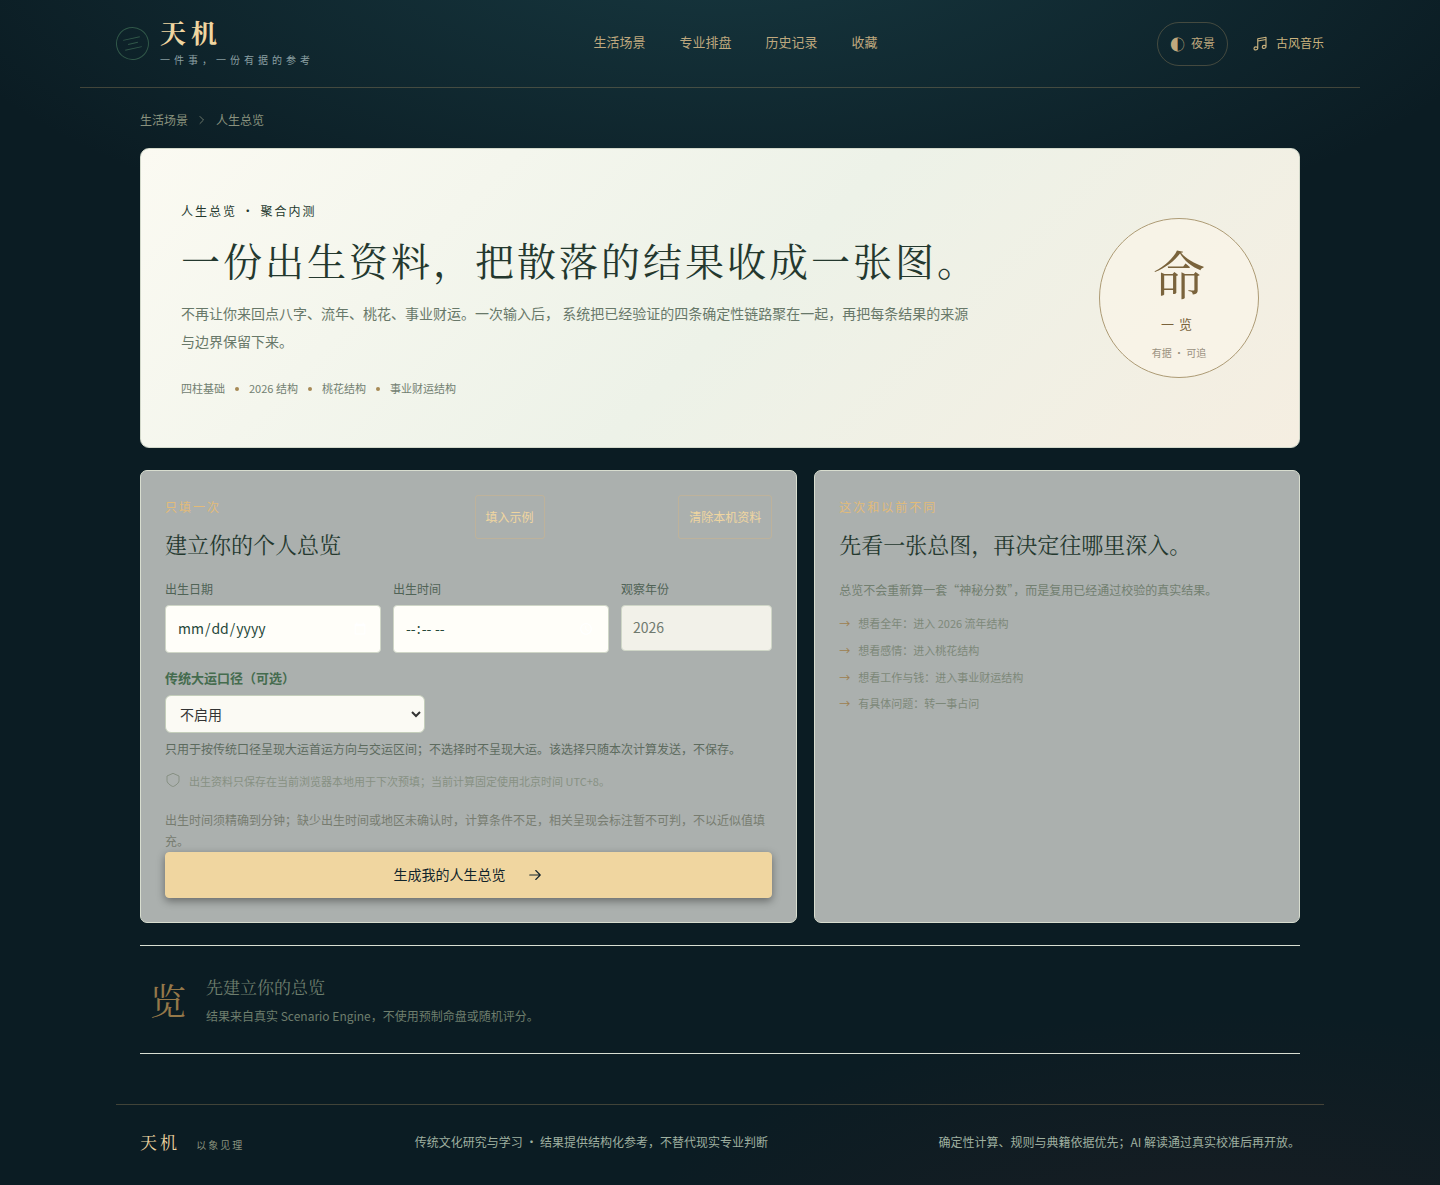 天机
一件事，一份有据的参考
生活场景
专业排盘
历史记录
收藏
夜景
古风音乐
生活场景 > 人生总览
人生总览 · 聚合内测
一份出生资料，把散落的结果收成一张图。
不再让你来回点八字、流年、桃花、事业财运。一次输入后， 系统把已经验证的四条确定性链路聚在一起，再把每条结果的来源
与边界保留下来。
四柱基础 • 2026 结构 • 桃花结构 • 事业财运结构
命
一览
有据 · 可追
只填一次
建立你的个人总览
填入示例
清除本机资料
出生日期
出生时间
观察年份
mm/dd/yyyy
--:-- --
2026
传统大运口径（可选）
不启用
只用于按传统口径呈现大运首运方向与交运区间；不选择时不呈现大运。该选择只随本次计算发送，不保存。
出生资料只保存在当前浏览器本地用于下次预填；当前计算固定使用北京时间 UTC+8。
出生时间须精确到分钟；缺少出生时间或地区未确认时，计算条件不足，相关呈现会标注暂不可判，不以近似值填
充。
生成我的人生总览 →
这次和以前不同
先看一张总图，再决定往哪里深入。
总览不会重新算一套“神秘分数”，而是复用已经通过校验的真实结果。
→ 想看全年：进入 2026 流年结构
→ 想看感情：进入桃花结构
→ 想看工作与钱：进入事业财运结构
→ 有具体问题：转一事占问
览
先建立你的总览
结果来自真实 Scenario Engine，不使用预制命盘或随机评分。
天机
以象见理
传统文化研究与学习 · 结果提供结构化参考，不替代现实专业判断
确定性计算、规则与典籍依据优先；AI 解读通过真实校准后再开放。